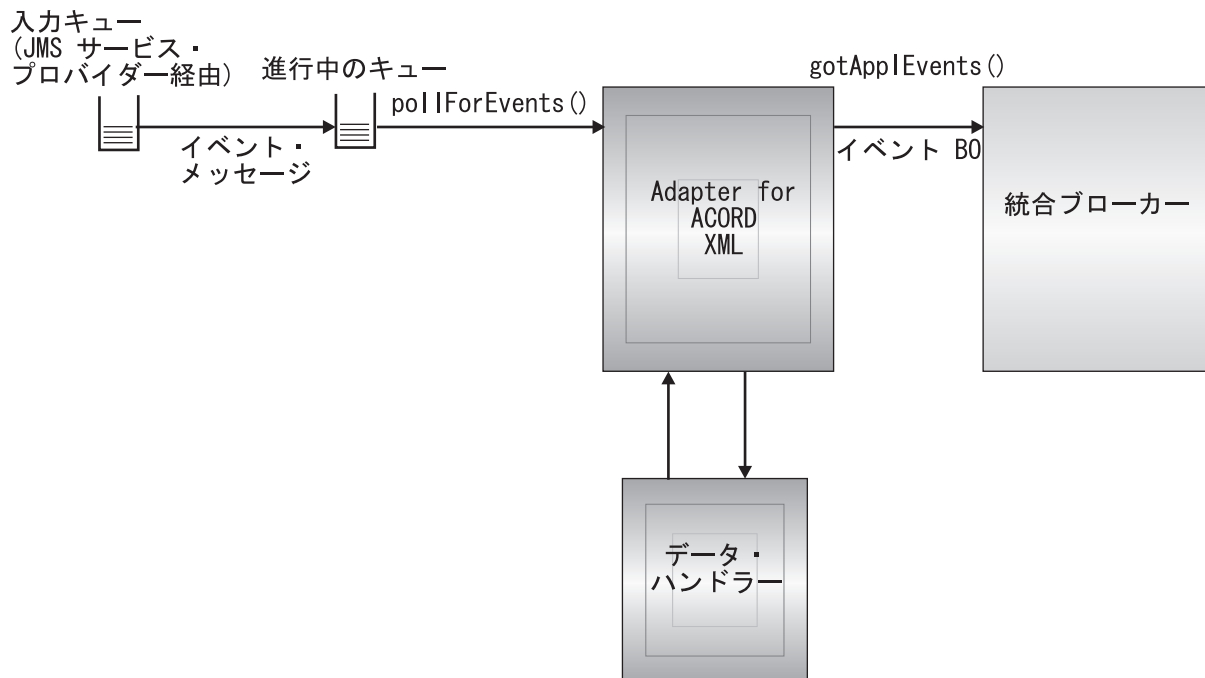 入力キュー
(JMS サービス・
プロバイダー経由)
進行中のキュー
pollForEvents()
gotApplEvents()
イベント・
メッセージ
イベント BO
Adapter for
ACORD
XML
統合ブローカー
データ・
ハンドラー